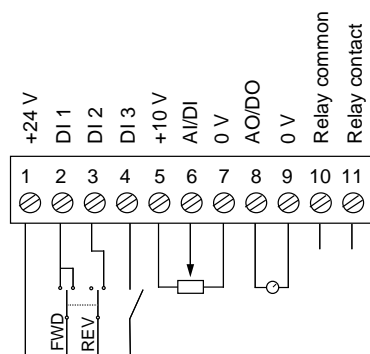 +24 V
DI 1
DI 2
DI 3
+10 V
AI/DI
0 V
AO/DO
0 V
Relay common
Relay contact
1 2 3 4 5 6 7 8 9 10 11
FWD
REV